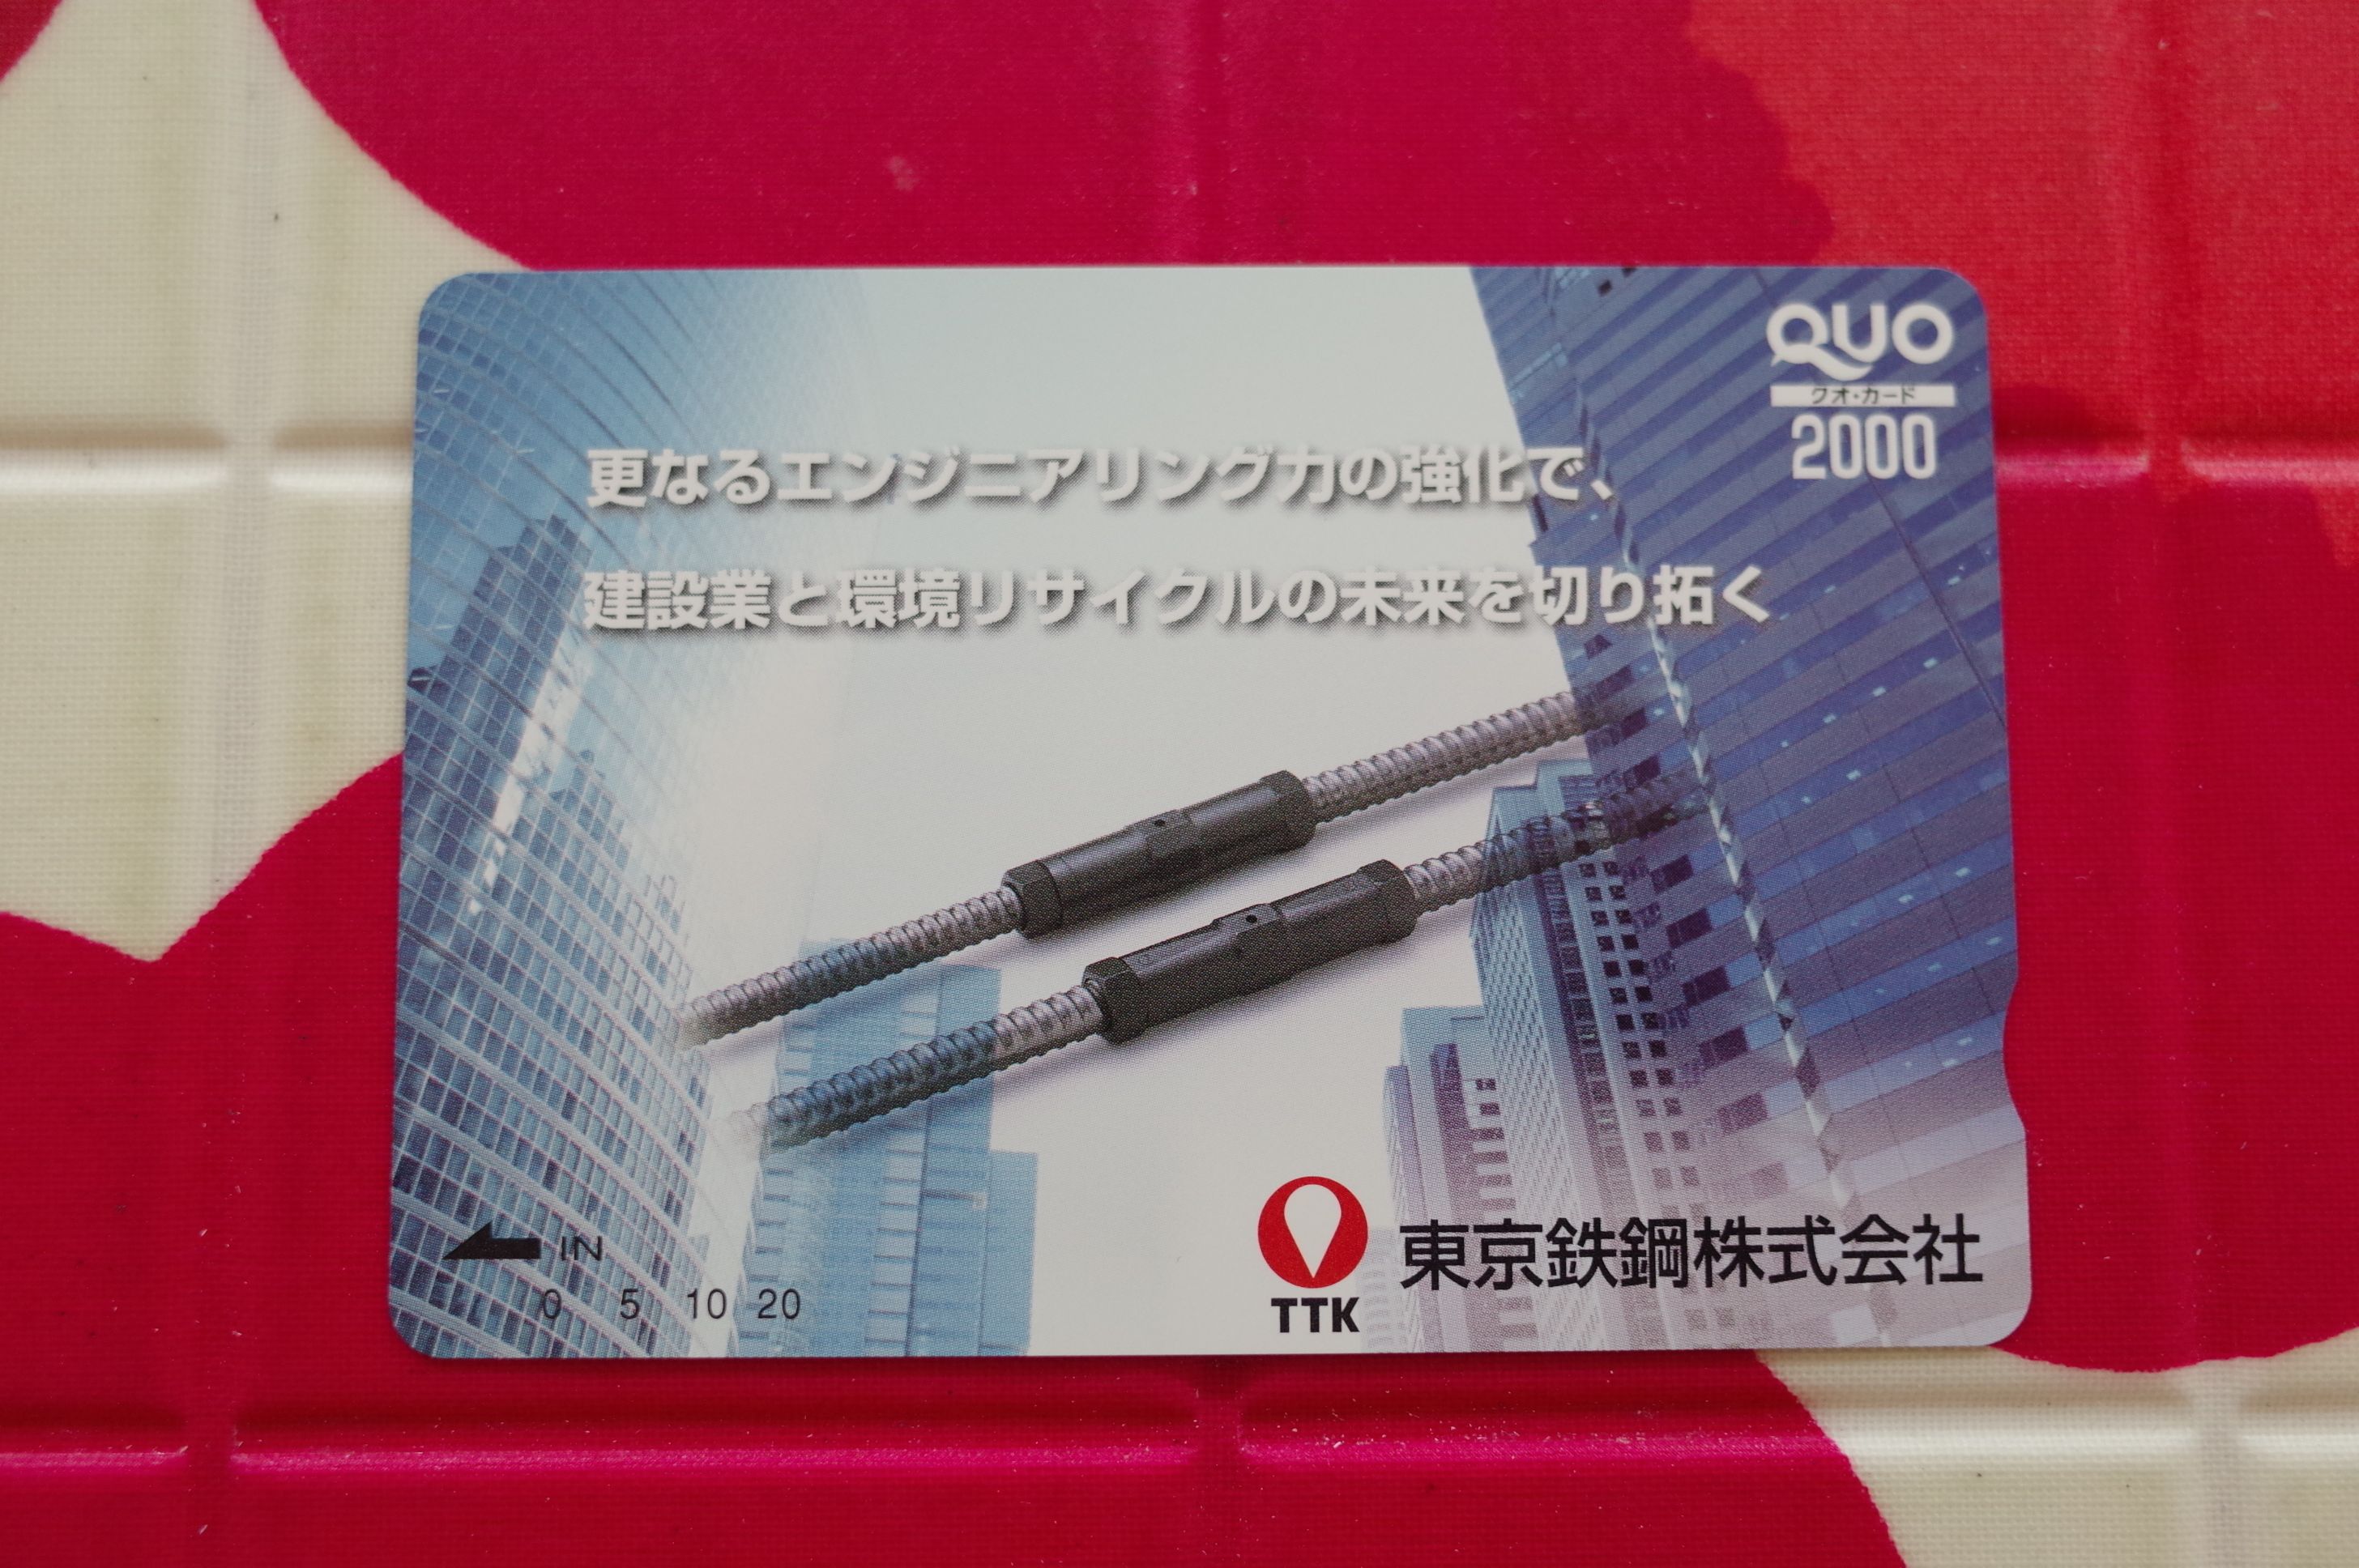 QUO
クオ・カード
2000
更なるエンジニアリング力の強化で、
建設業と環境リサイクルの未来を切り拓く
IN
0 5 10 20
TTK
東京鉄鋼株式会社